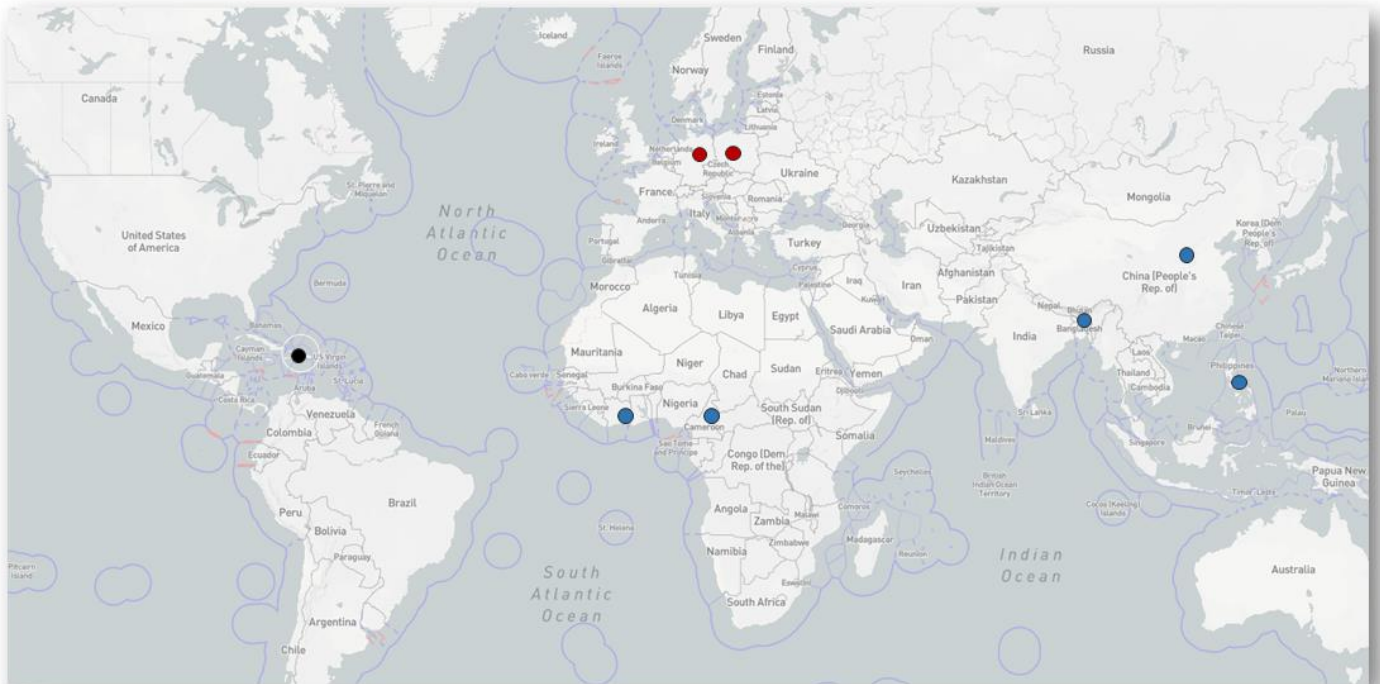 Iceland
Sweden
Finland
Russia
Faeroe
Islands
Norway
Canada
Estonia
Latvia
Denmark
Lithuania
Ireland
Netherlands
Belgium
Czech
Republic
Ukraine
Kazakhstan
Mongolia
St. Pierre and
Miquelon
France
Slovenia
Romania
Andorra
Italy
Montenegro
Albania
Georgia
Uzbekistan
Tajikistan
Korea (Dem
People's
Rep. of)
North
Atlantic
Ocean
United States
of America
Portugal
Gibraltar
Turkey
Cyprus
Palestine
Iraq
Iran
Afghanistan
Pakistan
China (People's
Rep. of)
Bermuda
Tunisia
Morocco
Algeria
Libya
Egypt
Kuwait
Saudi Arabia
Oman
Nepal
Bhutan
Bangladesh
India
Mexico
Bahamas
Chinese
Taipei
Macao
Cayman
Islands
US Virgin
Islands
Guatemala
St. Lucia
Aruba
Costa Rica
Mauritania
Niger
Chad
Sudan
Eritrea
Yemen
Djibouti
Lao
Thailand
Cambodia
Philippines
Northern
Mariana Islan
Cabo verde
Senegal
Burkina Faso
Sierra Leone
Nigeria
Cameroon
South Sudan
(Rep. of)
Somalia
Sri Lanka
Maldives
Palau
Brunei
Singapore
Venezuela
Colombia
French
Guiana
Ecuador
Sao Tome
and Principe
Congo (Dem.
Rep. of the)
Seychelles
British
Indian Ocean
Territory
Papua New
Guinea
Timor-Leste
Brazil
Peru
Bolivia
Paraguay
Angola
Zambia
Malawi
Comoros
Cocos (Keeling)
Islands
St. Helena
Namibia
Zimbabwe
Madagascar
Reunion
Eswatini
South Africa
Pitcairn
Island
South
Atlantic
Ocean
Indian
Ocean
Australia
Argentina
Chile